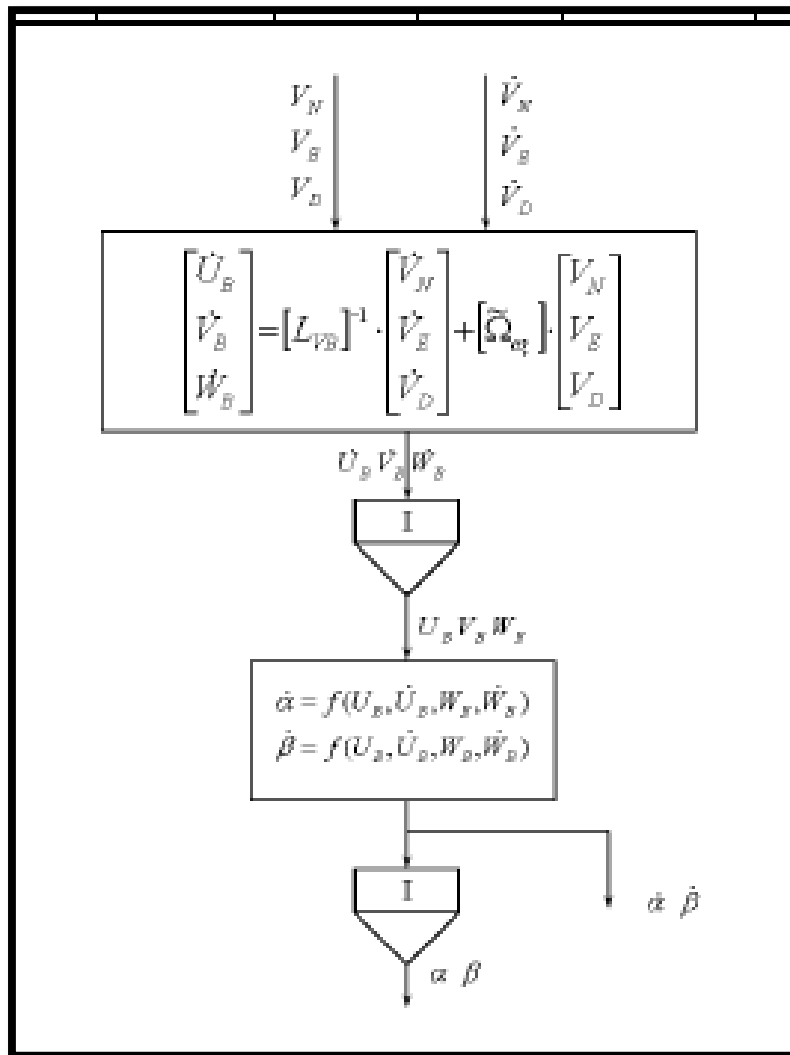 V_N V̇_N
V_E V̇_E
V_D V̇_D
[U̇_B V̇_B Ẇ_B] = [L_VB]^-1 · [V̇_N V̇_E V̇_D] + [Ω̃] · [V_N V_E V_D]
U̇_B V̇_B Ẇ_B
I
U_B V_B W_B
α̇ = f(U_B, U̇_B, W_B, Ẇ_B)
β̇ = f(U_B, U̇_B, W_B, Ẇ_B)
I
α̇ β̇
α β